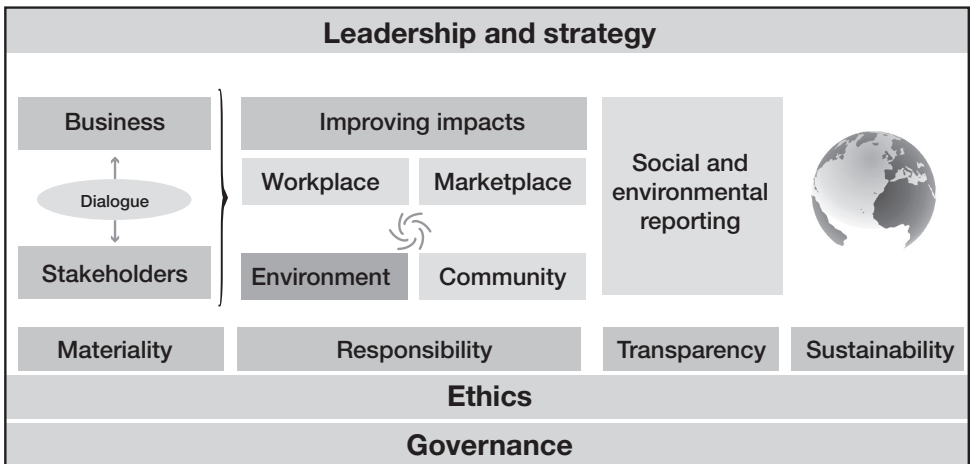 Leadership and strategy
Business
Dialogue
Stakeholders
Improving impacts
Workplace
Marketplace
Environment
Community
Social and
environmental
reporting
Materiality
Responsibility
Transparency
Sustainability
Ethics
Governance